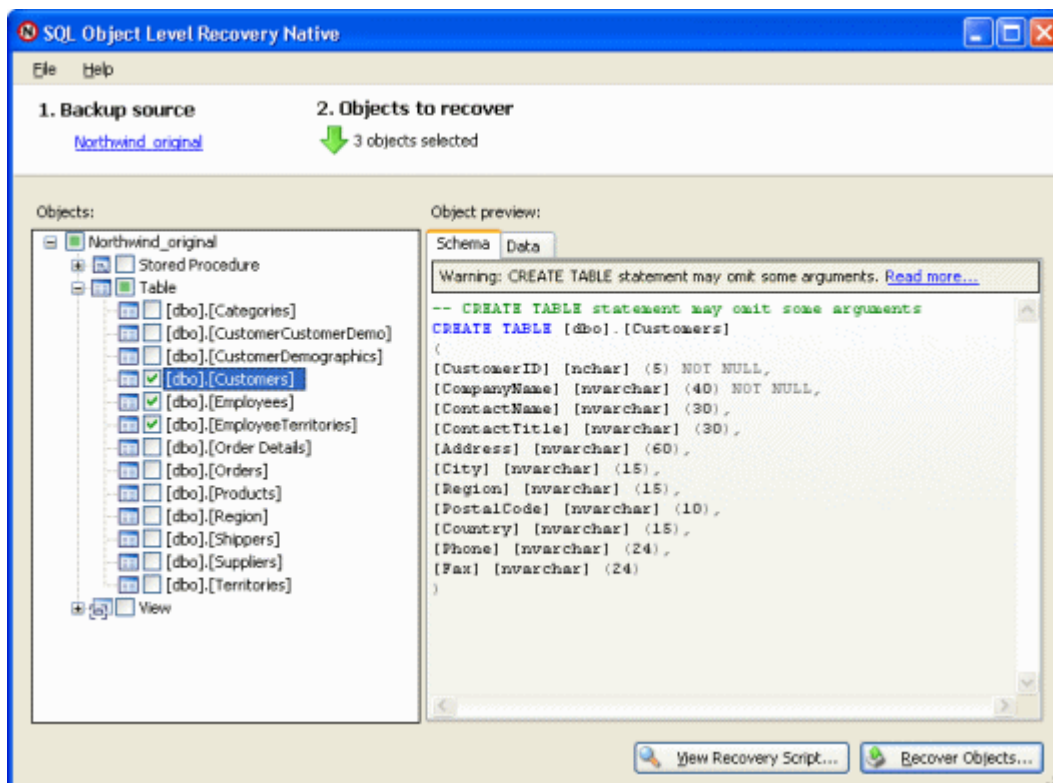 SQL Object Level Recovery Native
File Help
1. Backup source
Northwind_original
2. Objects to recover
3 objects selected
Objects:
Northwind_original
Stored Procedure
Table
[dbo].[Categories]
[dbo].[CustomerCustomerDemo]
[dbo].[CustomerDemographics]
[dbo].[Customers]
[dbo].[Employees]
[dbo].[EmployeeTerritories]
[dbo].[Order Details]
[dbo].[Orders]
[dbo].[Products]
[dbo].[Region]
[dbo].[Shippers]
[dbo].[Suppliers]
[dbo].[Territories]
View
Object preview:
Schema Data
Warning: CREATE TABLE statement may omit some arguments. Read more...
-- CREATE TABLE statement may omit some arguments
CREATE TABLE [dbo].[Customers]
(
[CustomerID] [nchar] (5) NOT NULL,
[CompanyName] [nvarchar] (40) NOT NULL,
[ContactName] [nvarchar] (30),
[ContactTitle] [nvarchar] (30),
[Address] [nvarchar] (60),
[City] [nvarchar] (15),
[Region] [nvarchar] (15),
[PostalCode] [nvarchar] (10),
[Country] [nvarchar] (15),
[Phone] [nvarchar] (24),
[Fax] [nvarchar] (24)
)
View Recovery Script... Recover Objects...